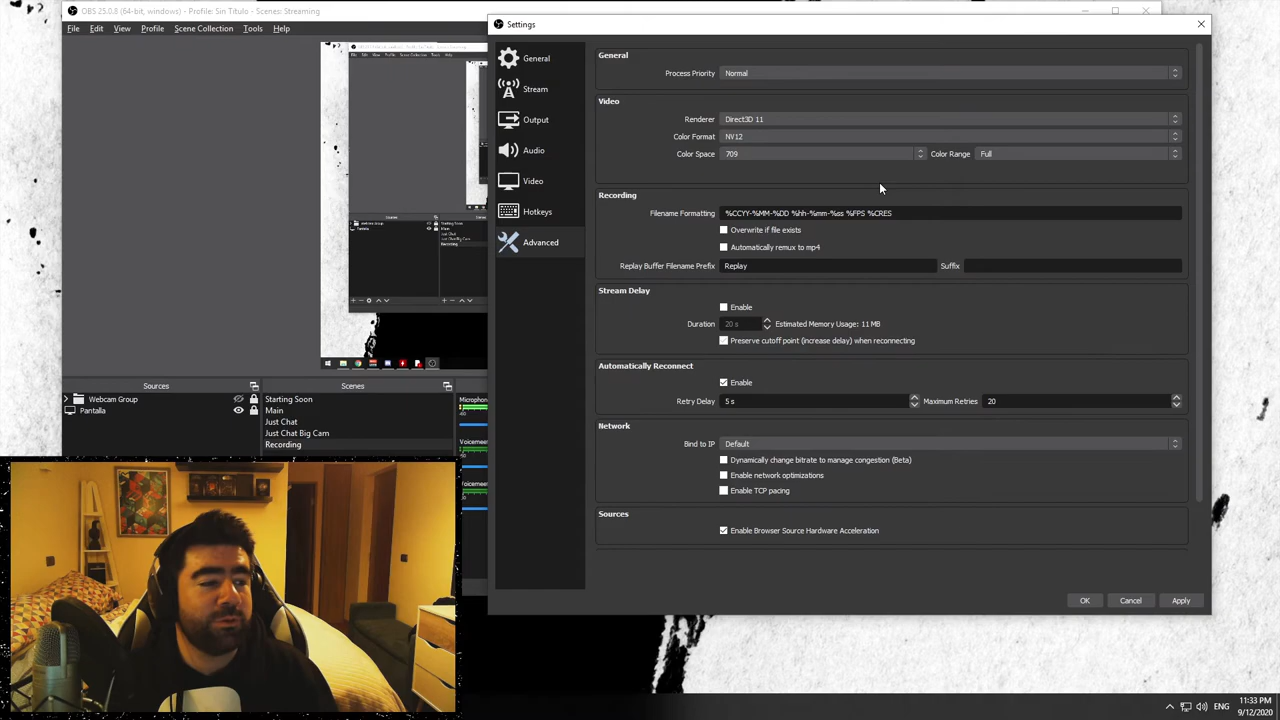 OBS 25.0.8 (64-bit, windows) - Profile: Sin Título - Scenes: Streaming
File Edit View Profile Scene Collection Tools Help
Settings
General
Stream
Output
Audio
Video
Hotkeys
Advanced
General
Process Priority Normal
Video
Renderer Direct3D 11
Color Format NV12
Color Space 709 Color Range Full
Recording
Filename Formatting %CCYY-%MM-%DD %hh-%mm-%ss %FPS %CRES
Overwrite if file exists
Automatically remux to mp4
Replay Buffer Filename Prefix Replay Suffix
Stream Delay
Enable
Duration 20 s Estimated Memory Usage: 11 MB
Preserve cutoff point (increase delay) when reconnecting
Automatically Reconnect
Enable
Retry Delay 5 s Maximum Retries 20
Network
Bind to IP Default
Dynamically change bitrate to manage congestion (Beta)
Enable network optimizations
Enable TCP pacing
Sources
Enable Browser Source Hardware Acceleration
OK Cancel Apply
Sources
Webcam Group
Pantalla
Scenes
Starting Soon
Main
Just Chat
Just Chat Big Cam
Recording
Microphone
Voicemeet
Voicemeet
ENG
11:33 PM
9/12/2020